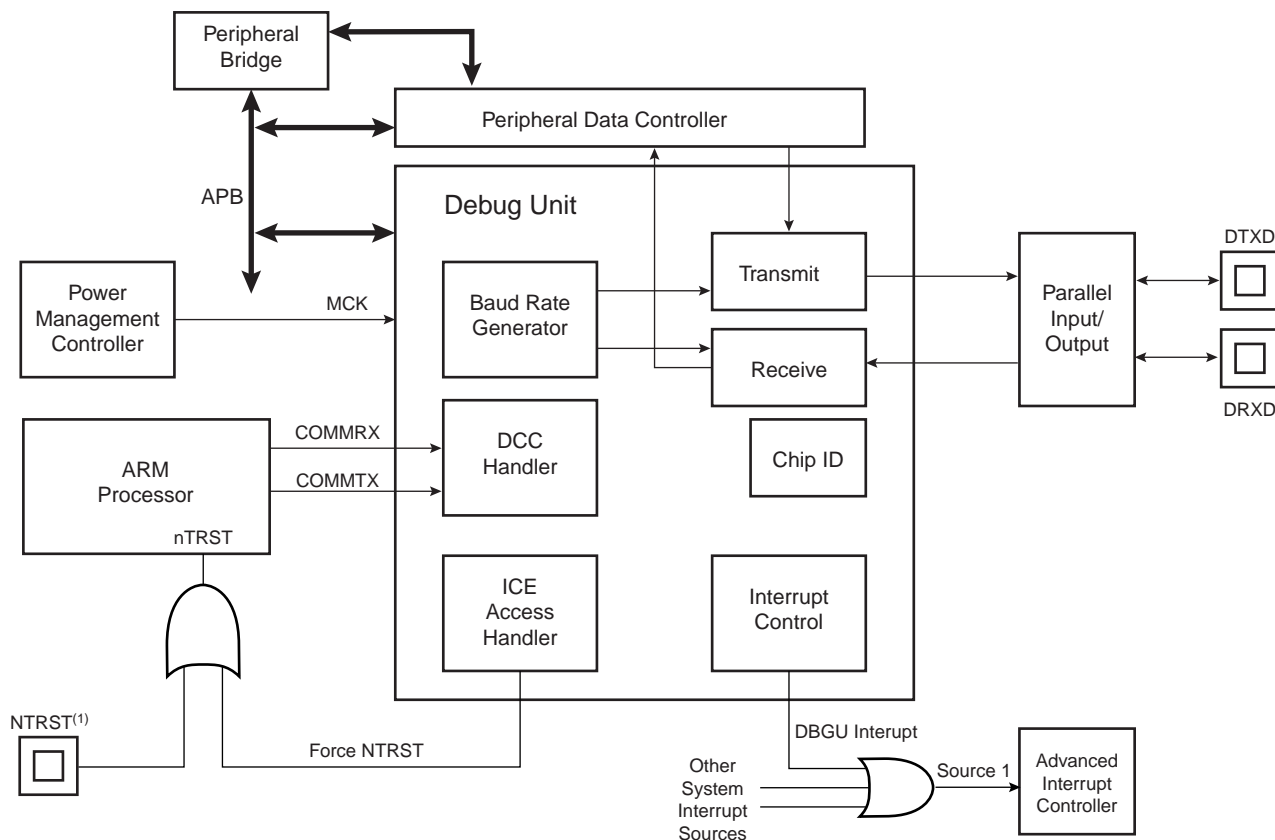 Peripheral
Bridge
Peripheral Data Controller
APB
Debug Unit
DTXD
Power
Management
Controller
MCK
Baud Rate
Generator
Transmit
Receive
Parallel
Input/
Output
DRXD
ARM
Processor
nTRST
COMMRX
COMMTX
DCC
Handler
Chip ID
ICE
Access
Handler
Interrupt
Control
NTRST(1)
Force NTRST
DBGU Interupt
Other
System
Interrupt
Sources
Source 1
Advanced
Interrupt
Controller